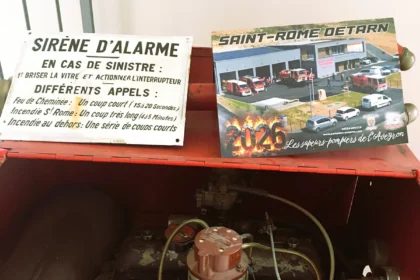 SIRÈNE D'ALARME
EN CAS DE SINISTRE :
1° BRISER LA VITRE ET ACTIONNER L'INTERRUPTEUR
DIFFÉRENTS APPELS :
Feu de Cheminée : Un coup court ( 15 à 20 Secondes )
Incendie St Rome : Un coup très long ( 4 à 5 Minutes )
Incendie au dehors : Une série de coups courts
SAINT-ROME DE TARN
2026
Les sapeurs-pompiers de l'Aveyron